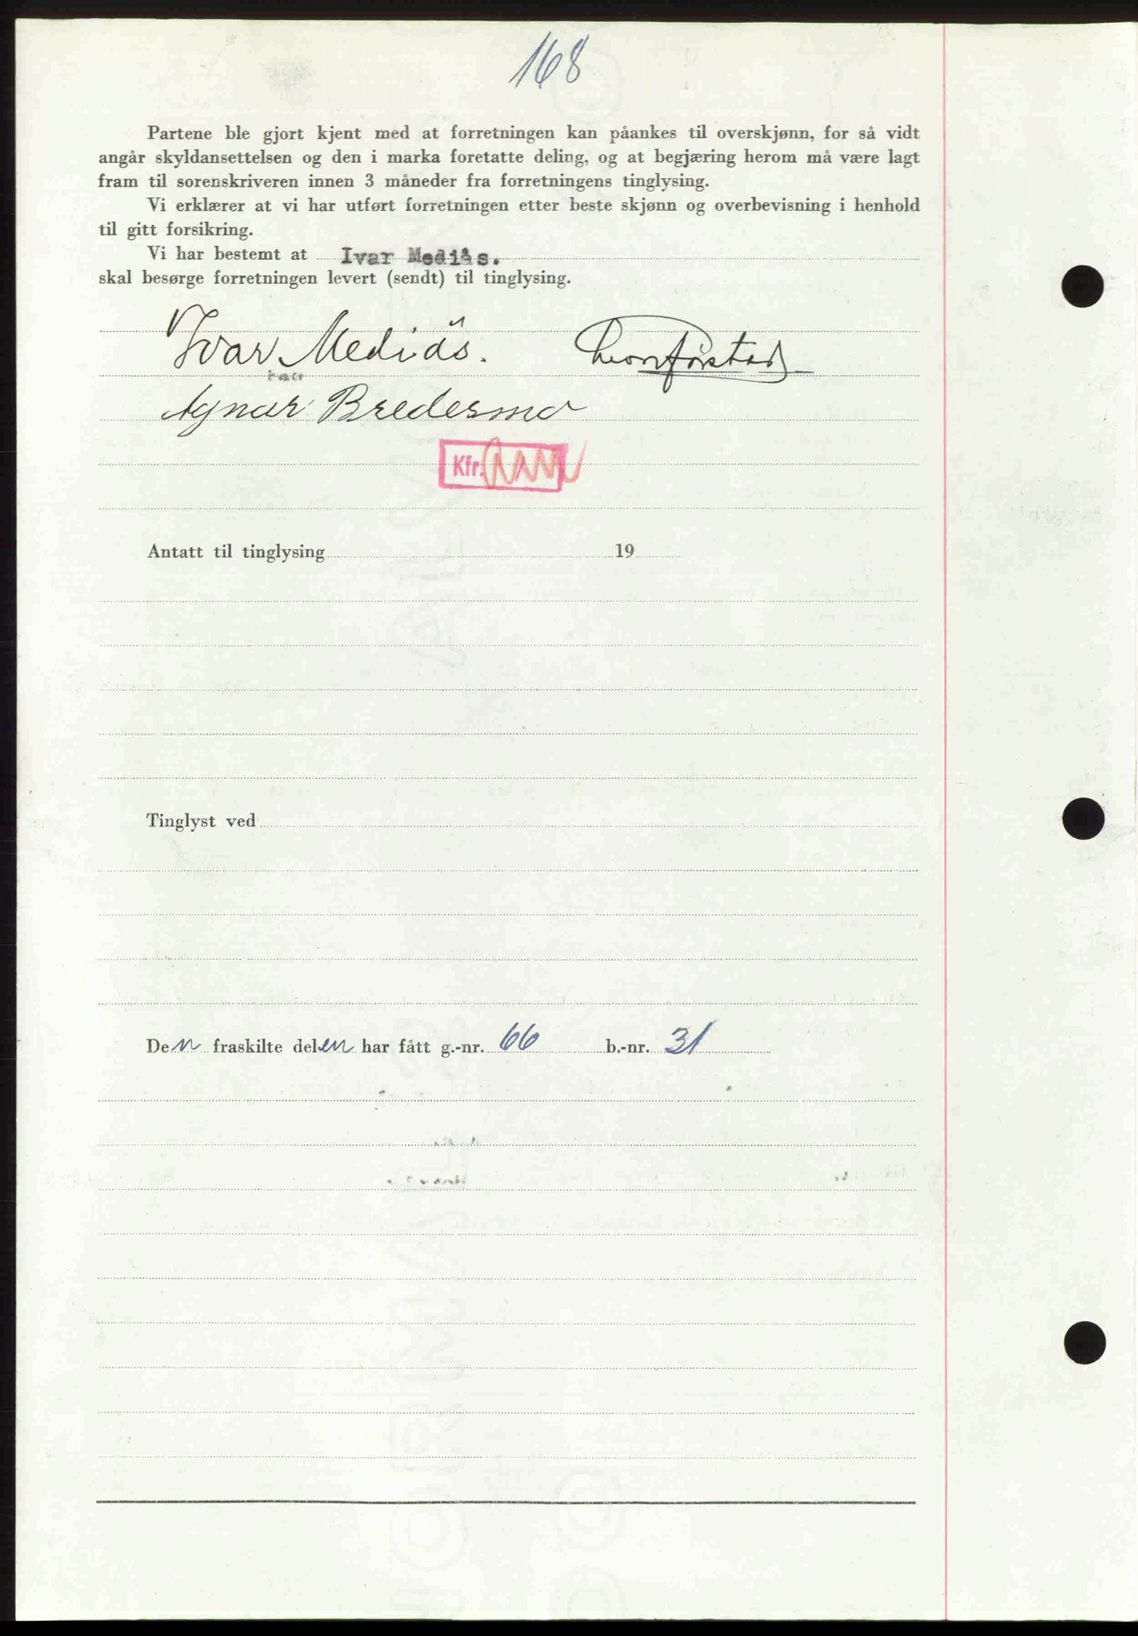 168
Partene ble gjort kjent med at forretningen kan påankes til overskjønn, for så vidt
angår skyldansettelsen og den i marka foretatte deling, og at begjæring herom må være lagt
fram til sorenskriveren innen 3 måneder fra forretningens tinglysing.
Vi erklærer at vi har utført forretningen etter beste skjønn og overbevisning i henhold
til gitt forsikring.
Vi har bestemt at Ivar Mediås.
skal besørge forretningen levert (sendt) til tinglysing.
Ivar Mediås.
Agnar Bredesmo
Kfr.
Antatt til tinglysing 19
Tinglyst ved
Den fraskilte delen har fått g.-nr. 66 b.-nr. 31